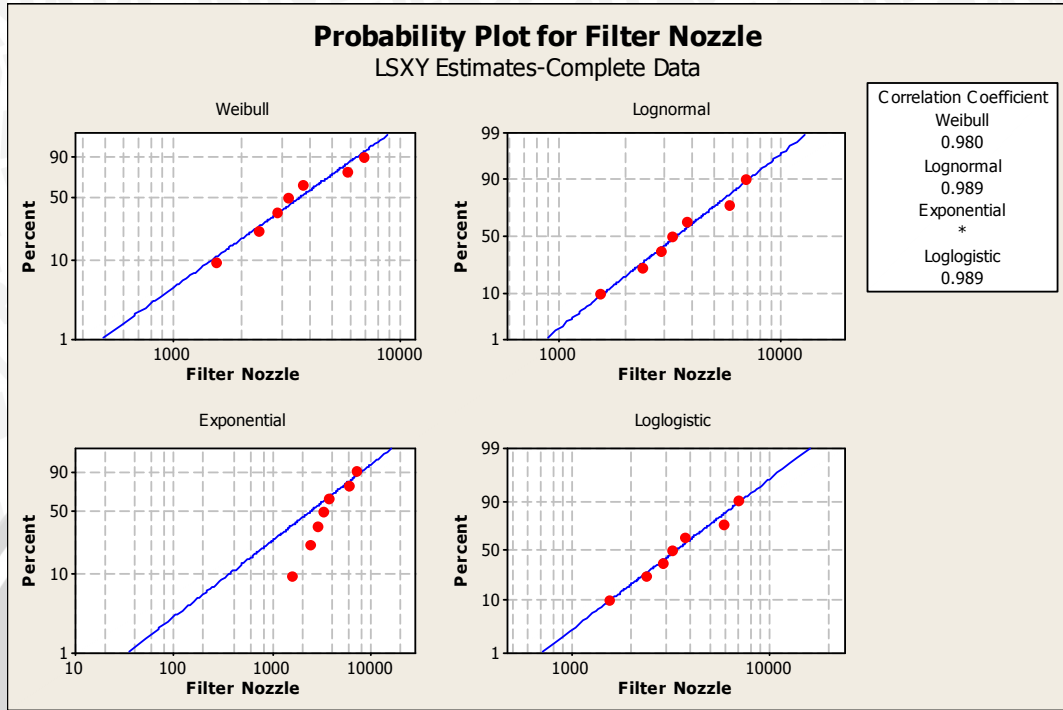 Probability Plot for Filter Nozzle
LSXY Estimates-Complete Data
Weibull
Percent
90
50
10
1
1000 10000
Filter Nozzle
Lognormal
Percent
99
90
50
10
1
1000 10000
Filter Nozzle
Correlation Coefficient
Weibull
0.980
Lognormal
0.989
Exponential
*
Loglogistic
0.989
Exponential
Percent
90
50
10
1
10 100 1000 10000
Filter Nozzle
Loglogistic
Percent
99
90
50
10
1
1000 10000
Filter Nozzle